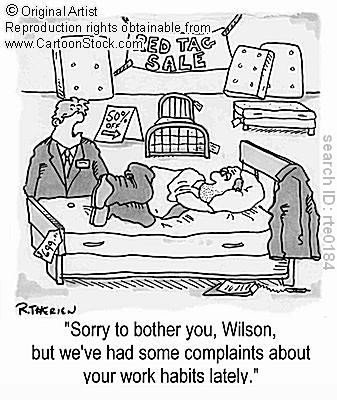 © Original Artist
Reproduction rights obtainable from
www.CartoonStock.com
RED TAG
SALE
50%
OFF
699.
R.THERIEN
search ID: rte0184
"Sorry to bother you, Wilson,
but we've had some complaints about
your work habits lately."